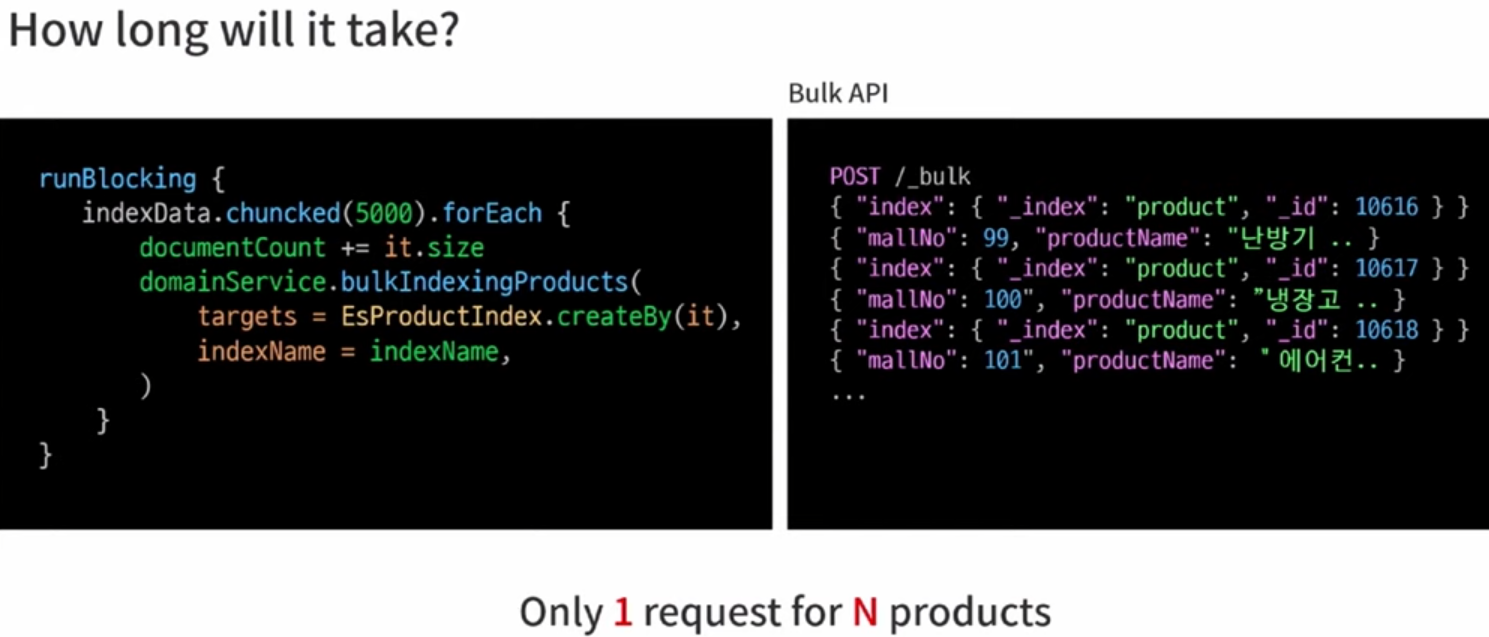 How long will it take?
runBlocking {
indexData.chuncked(5000).forEach {
documentCount += it.size
domainService.bulkIndexingProducts(
targets = EsProductIndex.createBy(it),
indexName = indexName,
)
}
}
Bulk API
POST /_bulk
{ "index": { "_index": "product", "_id": 10616 } }
{ "mallNo": 99, "productName": "난방기 .. }
{ "index": { "_index": "product", "_id": 10617 } }
{ "mallNo": 100", "productName": "냉장고 .. }
{ "index": { "_index": "product", "_id": 10618 } }
{ "mallNo": 101", "productName": "에어컨.. }
...
Only 1 request for N products